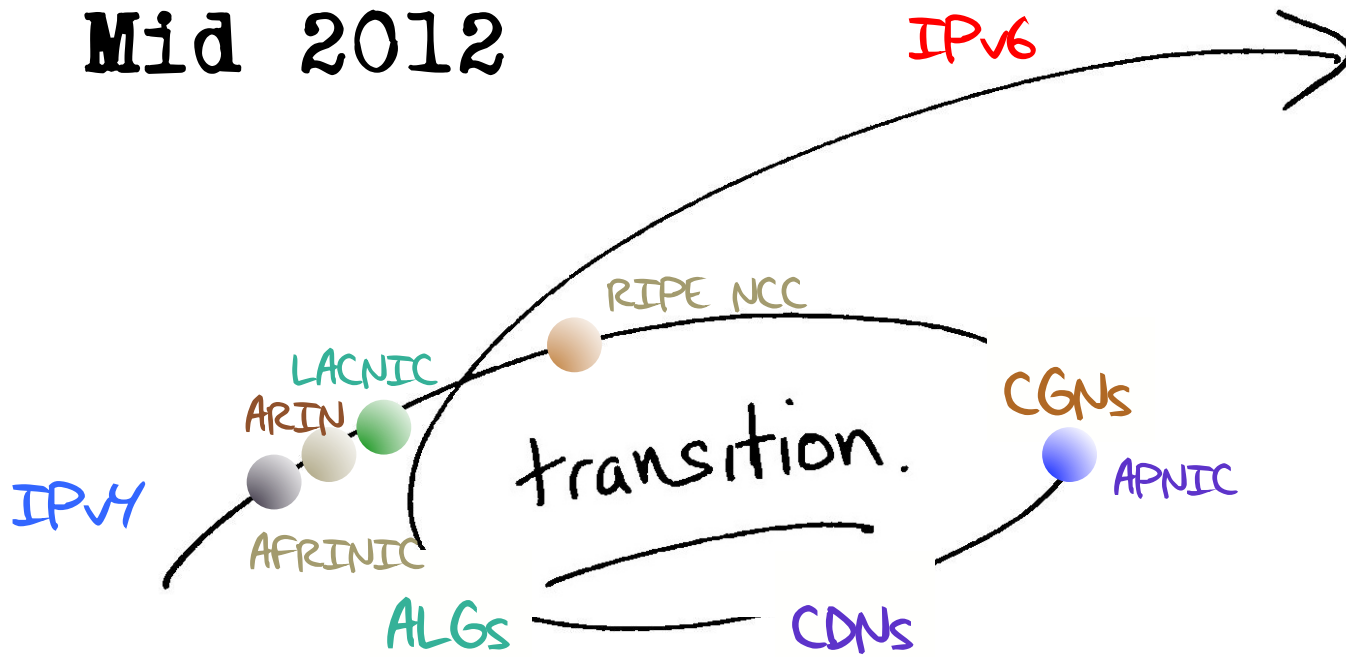 Mid 2012
IPv6
RIPE NCC
LACNIC
ARIN
CGNs
transition.
APNIC
IPv4
AFRINIC
ALGs
CDNs